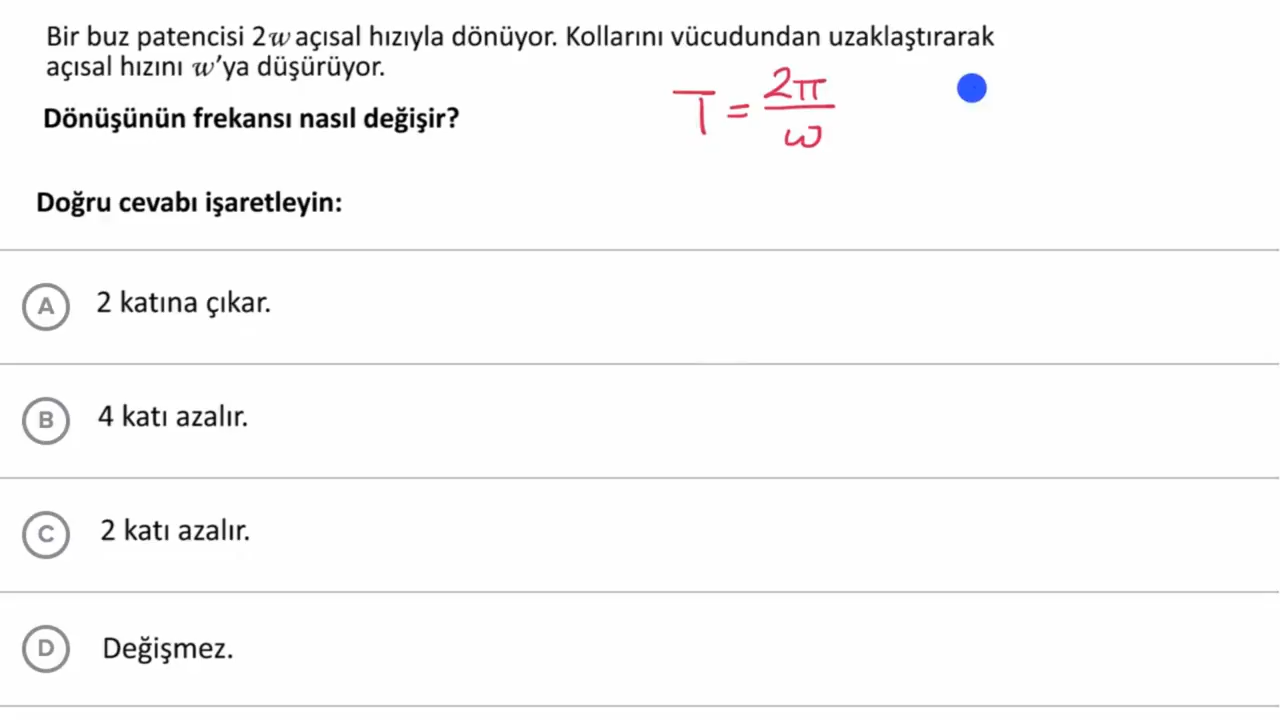 Bir buz patencisi 2w açısal hızıyla dönüyor. Kollarını vücudundan uzaklaştırarak
açısal hızını w’ya düşürüyor.
Dönüşünün frekansı nasıl değişir?
T = 2π/w
Doğru cevabı işaretleyin:
A 2 katına çıkar.
B 4 katı azalır.
C 2 katı azalır.
D Değişmez.